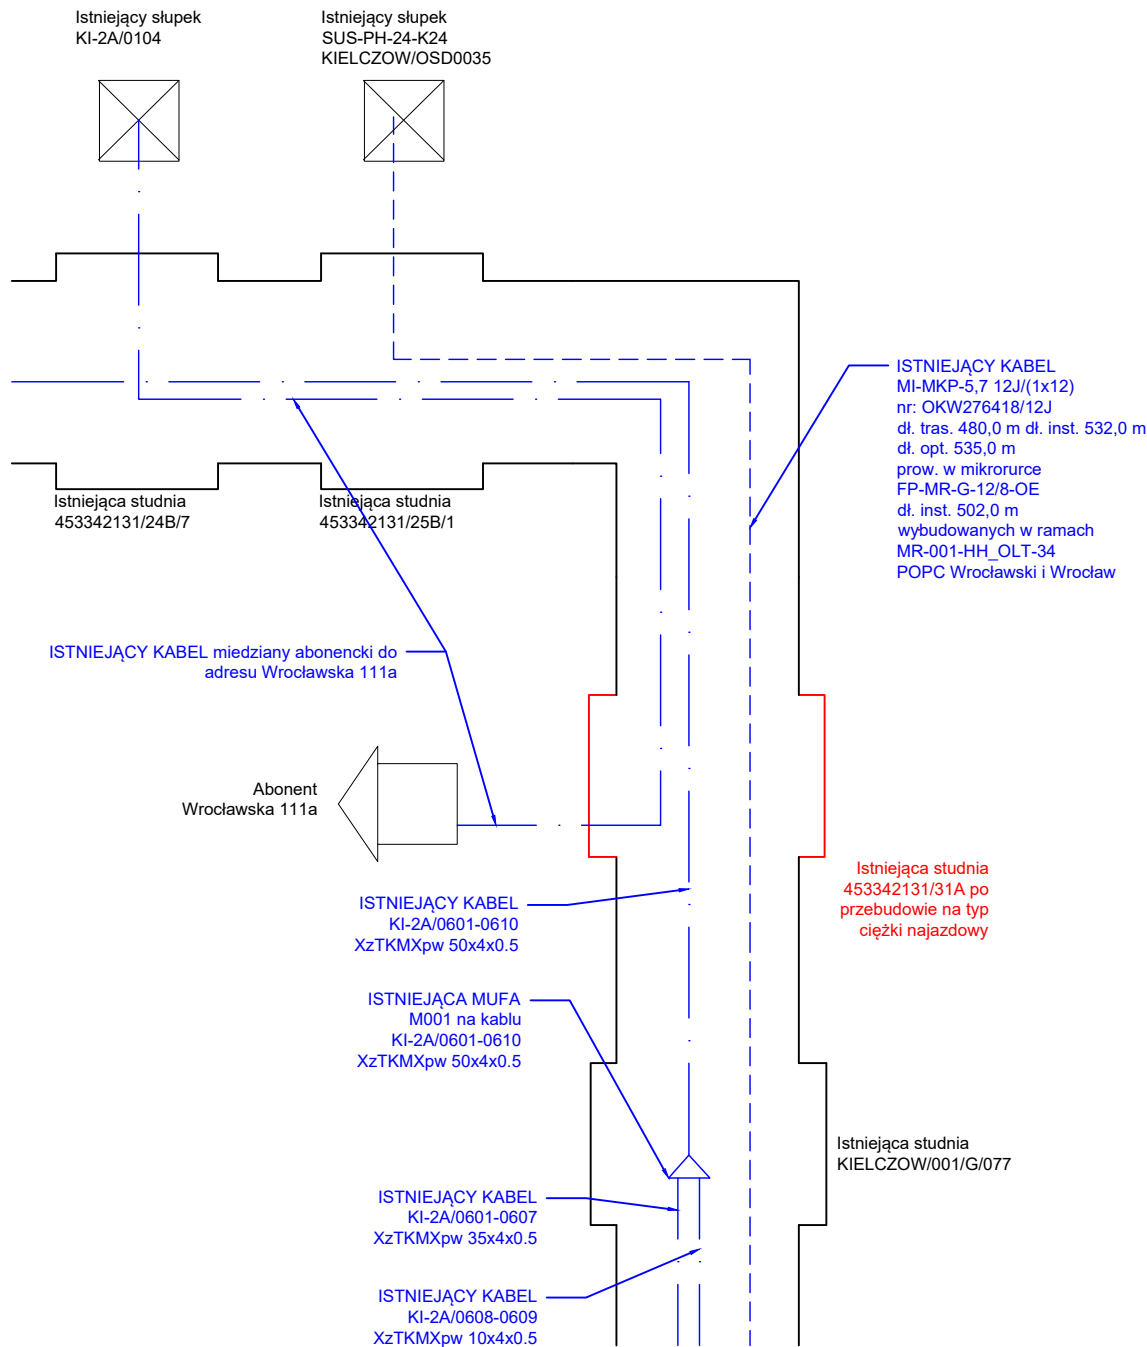 Istniejący słupek
KI-2A/0104
Istniejący słupek
SUS-PH-24-K24
KIELCZOW/OSD0035
ISTNIEJĄCY KABEL
MI-MKP-5,7 12J/(1x12)
nr: OKW276418/12J
dł. tras. 480,0 m dł. inst. 532,0 m
dł. opt. 535,0 m
prow. w mikrorurce
FP-MR-G-12/8-OE
dł. inst. 502,0 m
wybudowanych w ramach
MR-001-HH_OLT-34
POPC Wrocławski i Wrocław
Istniejąca studnia
453342131/24B/7
Istniejąca studnia
453342131/25B/1
ISTNIEJĄCY KABEL miedziany abonencki do
adresu Wrocławska 111a
Abonent
Wrocławska 111a
Istniejąca studnia
453342131/31A po
przebudowie na typ
ciężki najazdowy
ISTNIEJĄCY KABEL
KI-2A/0601-0610
XzTKMXpw 50x4x0.5
ISTNIEJĄCA MUFA
M001 na kablu
KI-2A/0601-0610
XzTKMXpw 50x4x0.5
Istniejąca studnia
KIELCZOW/001/G/077
ISTNIEJĄCY KABEL
KI-2A/0601-0607
XzTKMXpw 35x4x0.5
ISTNIEJĄCY KABEL
KI-2A/0608-0609
XzTKMXpw 10x4x0.5